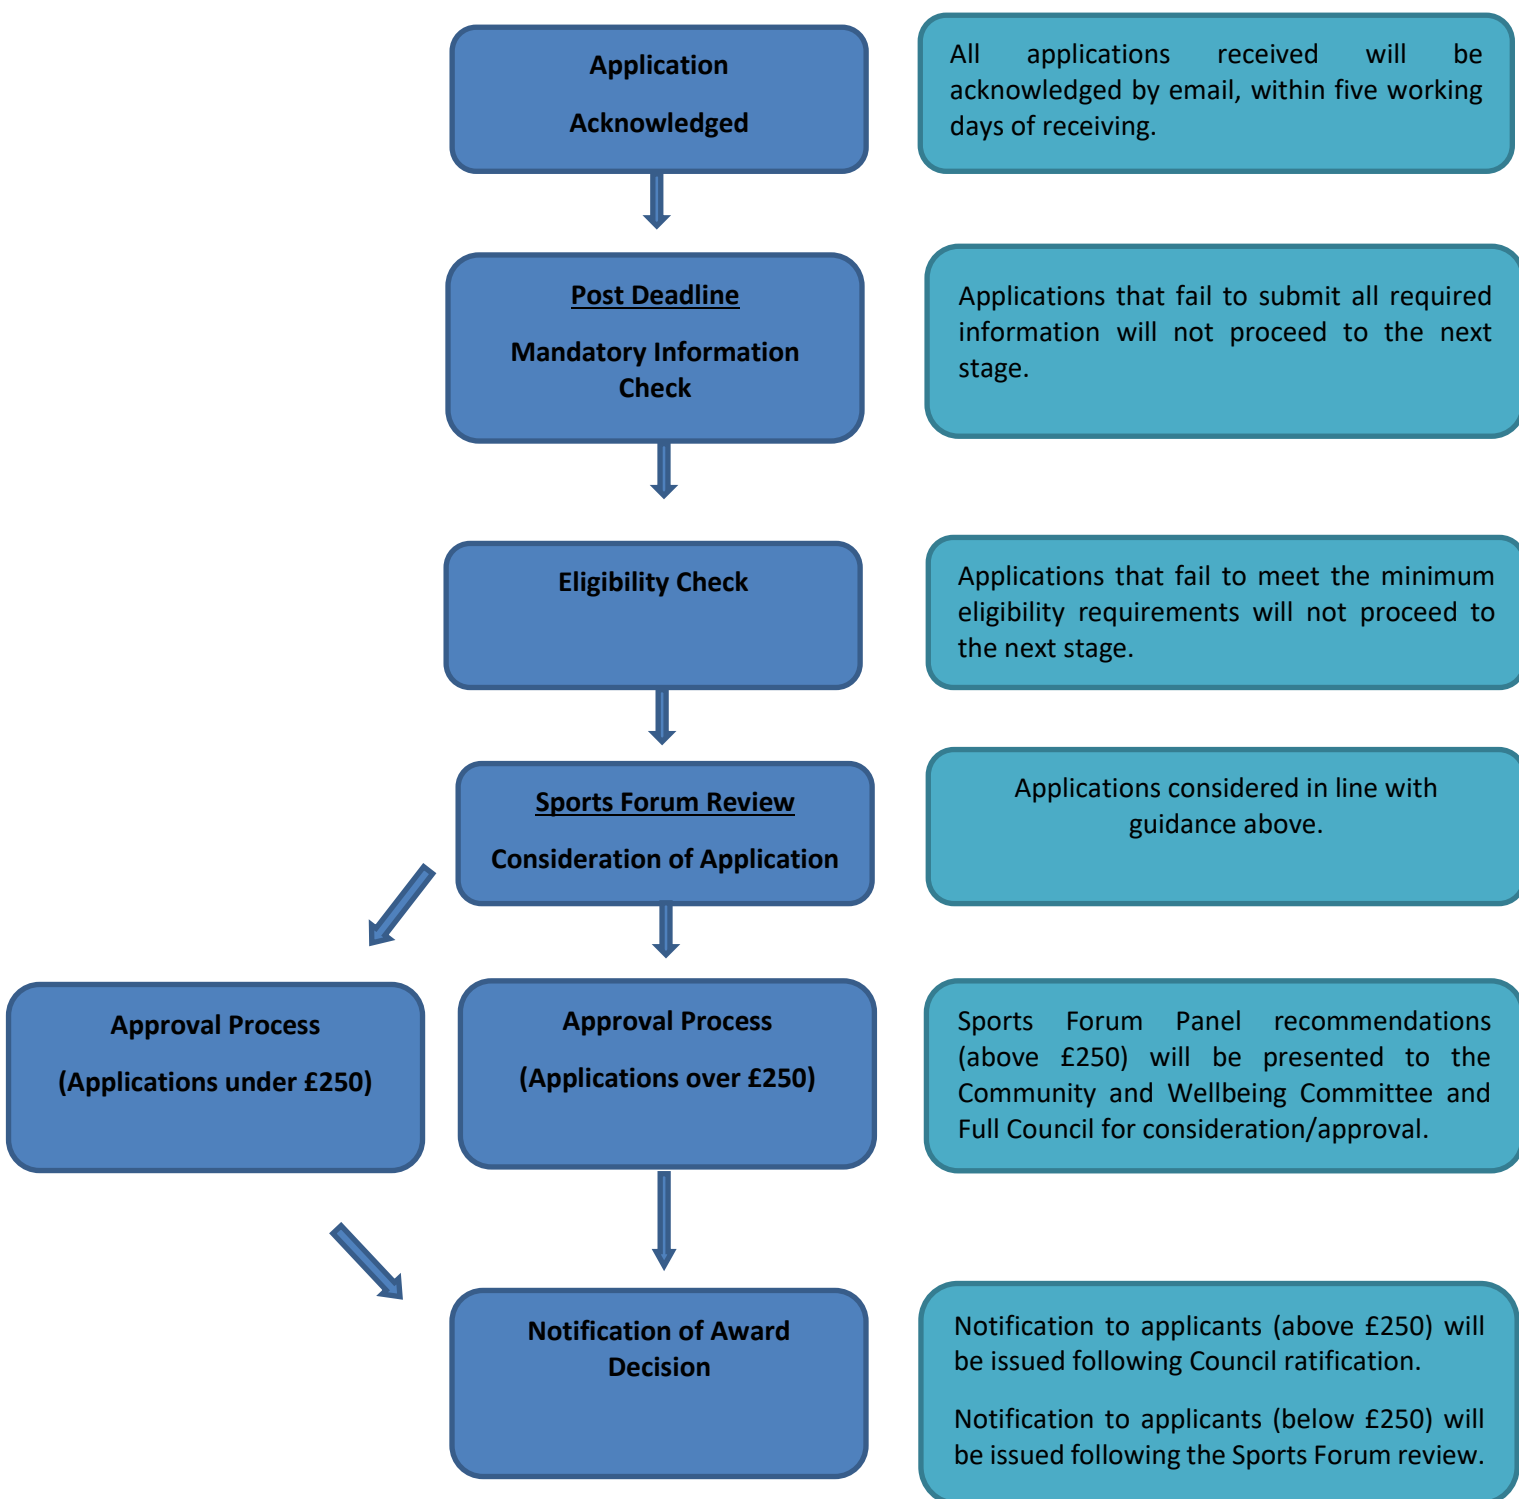 Application
Acknowledged
All applications received will be
acknowledged by email, within five working
days of receiving.
Post Deadline
Mandatory Information
Check
Applications that fail to submit all required
information will not proceed to the next
stage.
Eligibility Check
Applications that fail to meet the minimum
eligibility requirements will not proceed to
the next stage.
Sports Forum Review
Consideration of Application
Applications considered in line with
guidance above.
Approval Process
(Applications under £250)
Approval Process
(Applications over £250)
Sports Forum Panel recommendations
(above £250) will be presented to the
Community and Wellbeing Committee and
Full Council for consideration/approval.
Notification of Award
Decision
Notification to applicants (above £250) will
be issued following Council ratification.
Notification to applicants (below £250) will
be issued following the Sports Forum review.